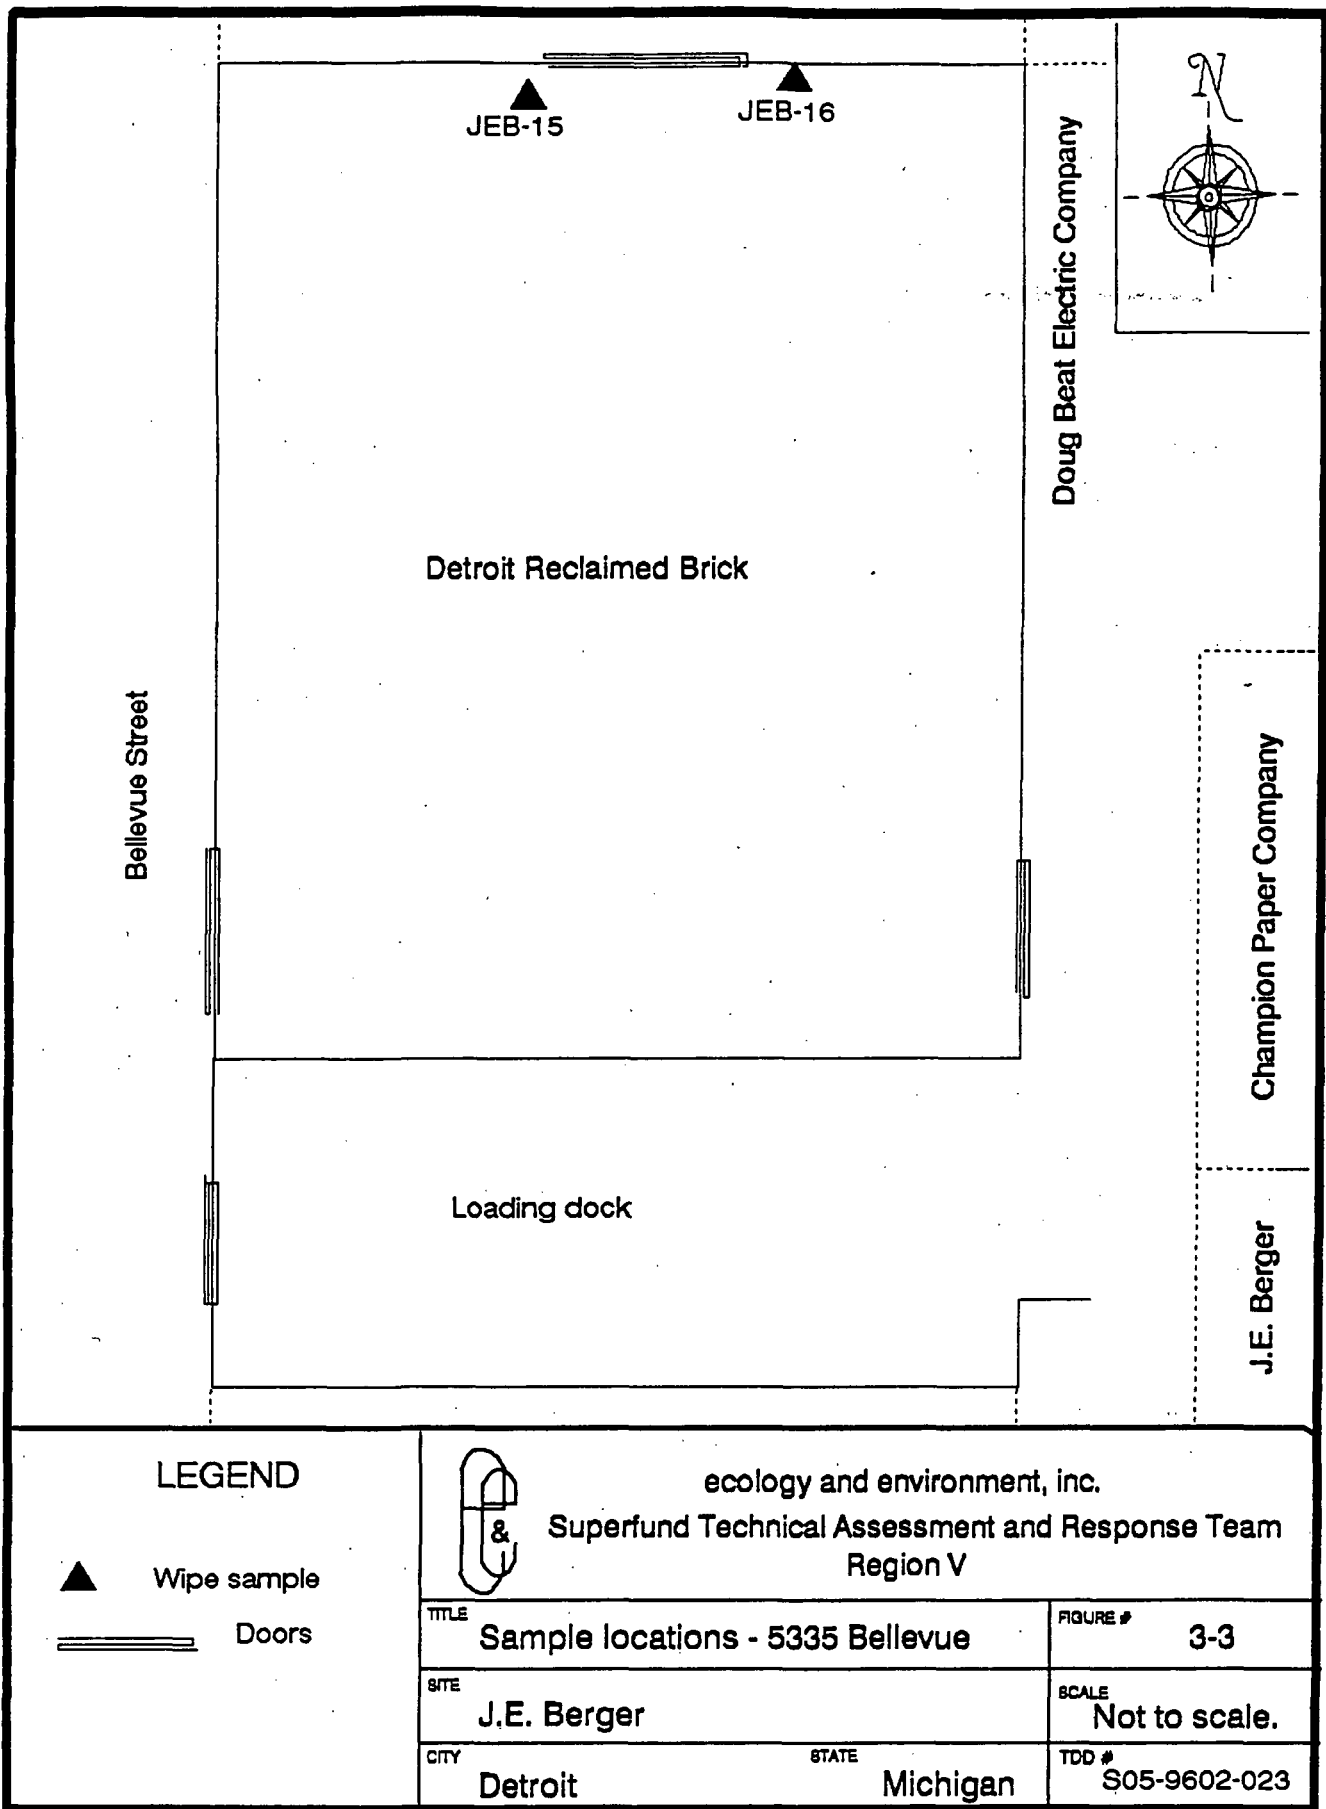 N
JEB-15
JEB-16
Doug Beat Electric Company
Detroit Reclaimed Brick
Bellevue Street
Champion Paper Company
Loading dock
J.E. Berger
LEGEND
Wipe sample
Doors
&
ecology and environment, inc.
Superfund Technical Assessment and Response Team
Region V
TITLE
Sample locations - 5335 Bellevue
FIGURE #
3-3
SITE
J.E. Berger
SCALE
Not to scale.
CITY
Detroit
STATE
Michigan
TDD #
S05-9602-023